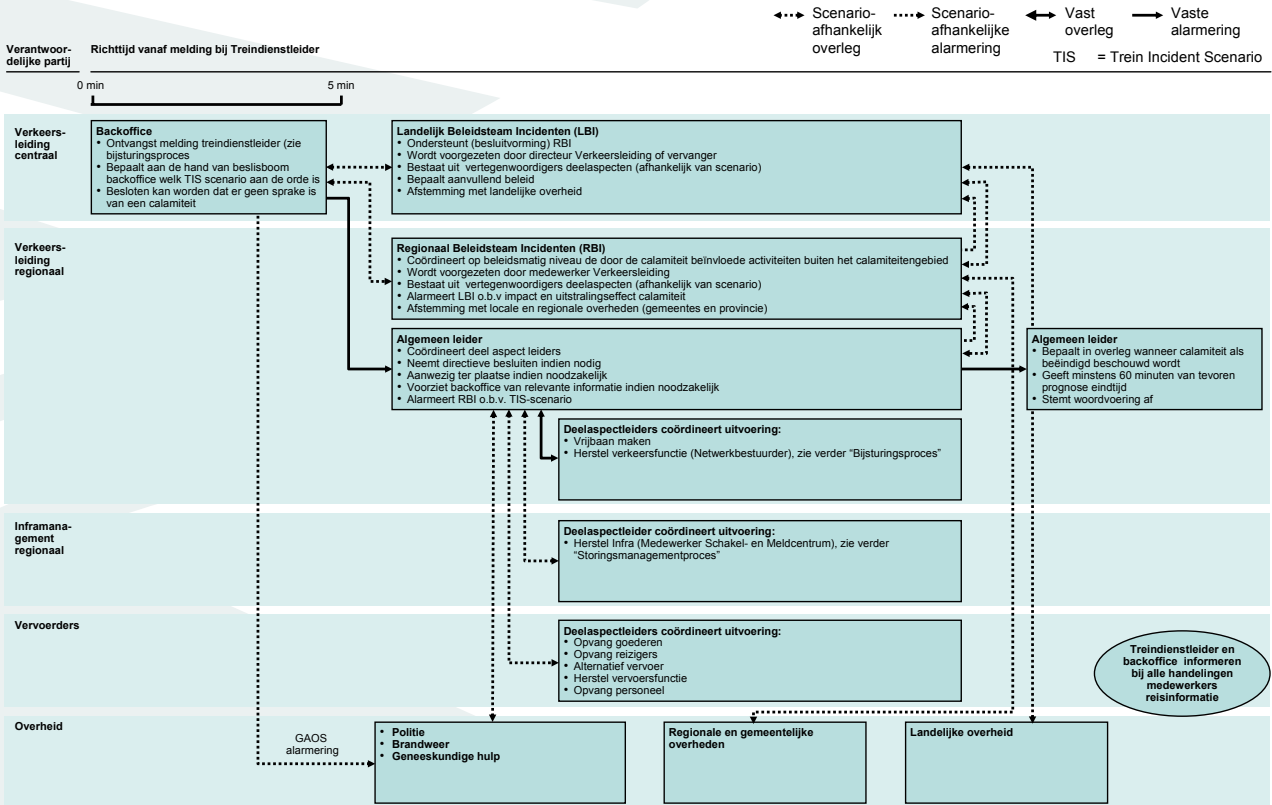 Scenario-
afhankelijk
overleg
Scenario-
afhankelijke
alarmering
Vast
overleg
Vaste
alarmering
TIS = Trein Incident Scenario
Verantwoor-
delijke partij
Richttijd vanaf melding bij Treindienstleider
0 min
5 min
Verkeers-
leiding
centraal
Backoffice
• Ontvangst melding treindienstleider (zie
bijsturingsproces
• Bepaalt aan de hand van beslisboom
backoffice welk TIS scenario aan de orde is
• Besloten kan worden dat er geen sprake is
van een calamiteit
Landelijk Beleidsteam Incidenten (LBI)
• Ondersteunt (besluitvorming) RBI
• Wordt voorgezeten door directeur Verkeersleiding of vervanger
• Bestaat uit vertegenwoordigers deelaspecten (afhankelijk van scenario)
• Bepaalt aanvullend beleid
• Afstemming met landelijke overheid
Verkeers-
leiding
regionaal
Regionaal Beleidsteam Incidenten (RBI)
• Coördineert op beleidsmatig niveau de door de calamiteit beïnvloede activiteiten buiten het calamiteitengebied
• Wordt voorgezeten door medewerker Verkeersleiding
• Bestaat uit vertegenwoordigers deelaspecten (afhankelijk van scenario)
• Alarmeert LBI o.b.v impact en uitstralingseffect calamiteit
• Afstemming met locale en regionale overheden (gemeentes en provincie)
Algemeen leider
• Coördineert deel aspect leiders
• Neemt directieve besluiten indien nodig
• Aanwezig ter plaatse indien noodzakelijk
• Voorziet backoffice van relevante informatie indien noodzakelijk
• Alarmeert RBI o.b.v. TIS-scenario
Algemeen leider
• Bepaalt in overleg wanneer calamiteit als
beëindigd beschouwd wordt
• Geeft minstens 60 minuten van tevoren
prognose eindtijd
• Stemt woordvoering af
Deelaspectleiders coördineert uitvoering:
• Vrijbaan maken
• Herstel verkeersfunctie (Netwerkbestuurder), zie verder “Bijsturingsproces”
Inframana-
gement
regionaal
Deelaspectleider coördineert uitvoering:
• Herstel Infra (Medewerker Schakel- en Meldcentrum), zie verder
“Storingsmanagementproces”
Vervoerders
Deelaspectleiders coördineert uitvoering:
• Opvang goederen
• Opvang reizigers
• Alternatief vervoer
• Herstel vervoersfunctie
• Opvang personeel
Treindienstleider en
backoffice informeren
bij alle handelingen
medewerkers
reisinformatie
Overheid
GAOS
alarmering
• Politie
• Brandweer
• Geneeskundige hulp
Regionale en gemeentelijke
overheden
Landelijke overheid